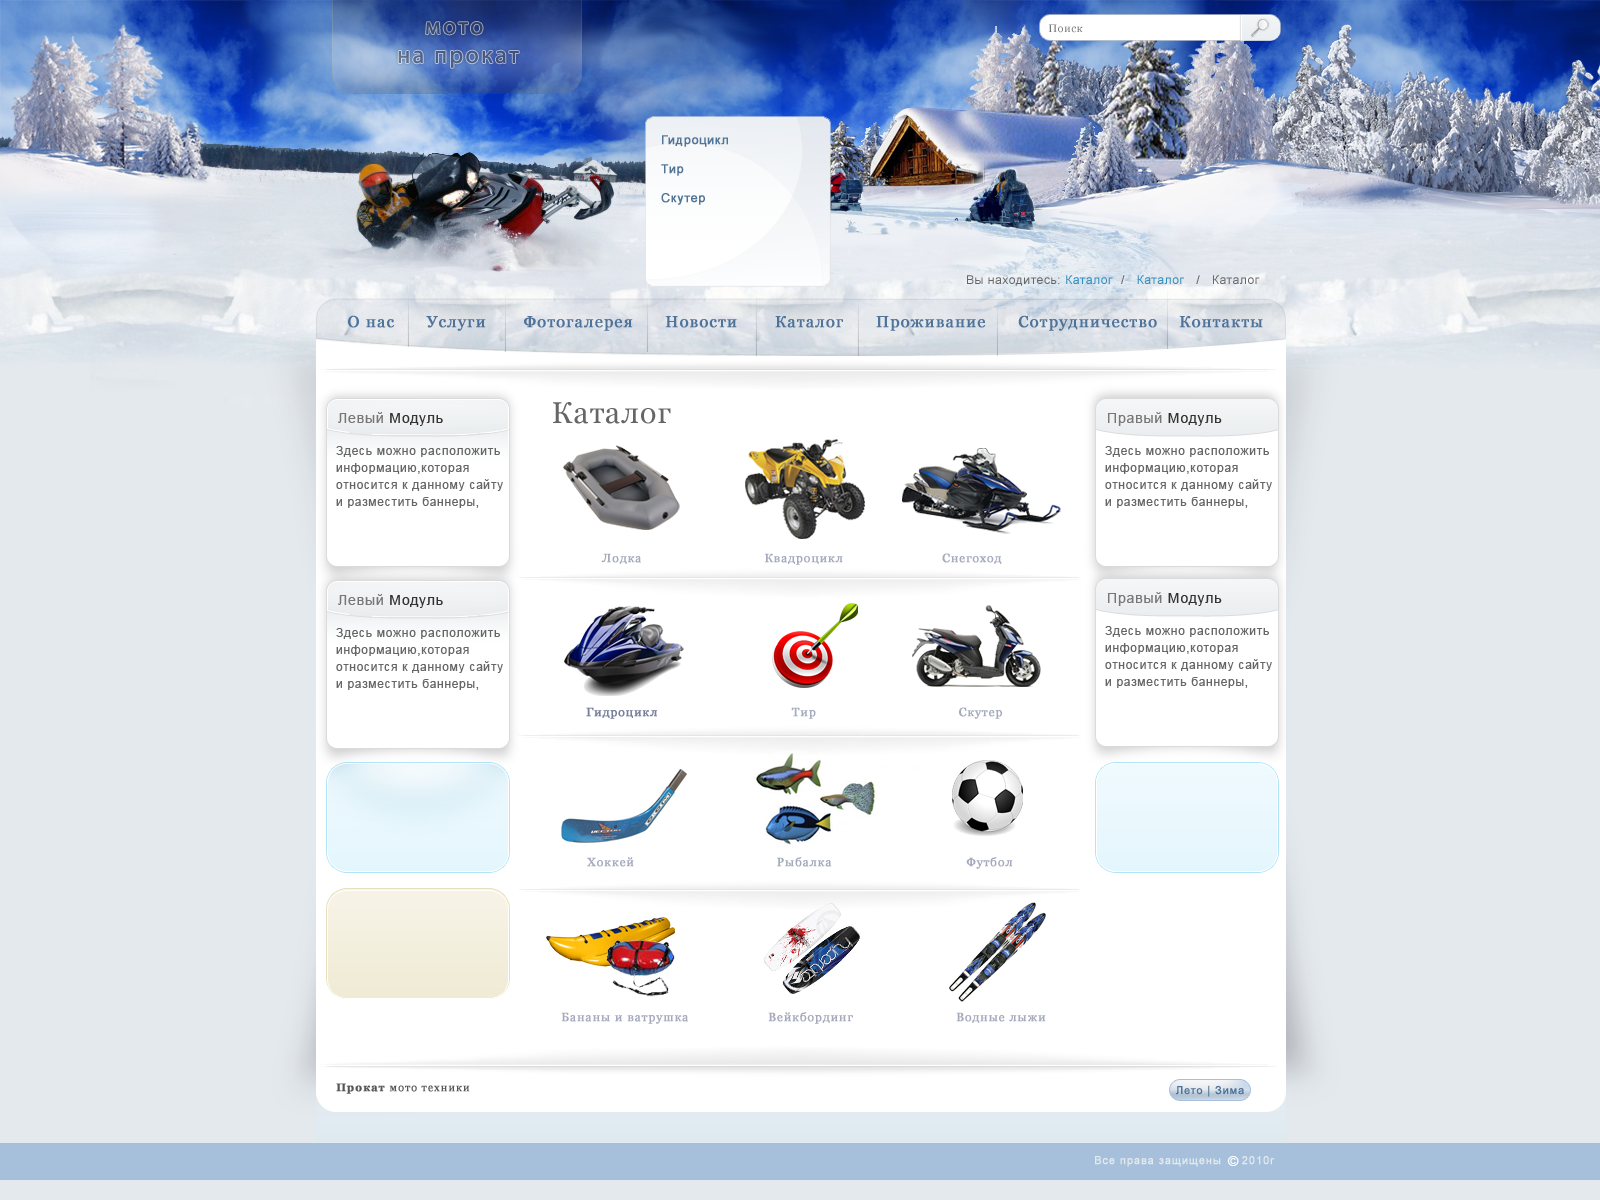 мото
на прокат
Поиск
Гидроцикл
Тир
Скутер
Вы находитесь: Каталог / Каталог / Каталог
О нас Услуги Фотогалерея Новости Каталог Проживание Сотрудничество Контакты
Левый Модуль
Здесь можно расположить
информацию,которая
относится к данному сайту
и разместить баннеры,
Левый Модуль
Здесь можно расположить
информацию,которая
относится к данному сайту
и разместить баннеры,
Каталог
Лодка Квадроцикл Снегоход
Гидроцикл Тир Скутер
Хоккей Рыбалка Футбол
Бананы и ватрушка Вейкбординг Водные лыжи
Правый Модуль
Здесь можно расположить
информацию,которая
относится к данному сайту
и разместить баннеры,
Правый Модуль
Здесь можно расположить
информацию,которая
относится к данному сайту
и разместить баннеры,
Прокат мото техники
Лето | Зима
Все права защищены © 2010г